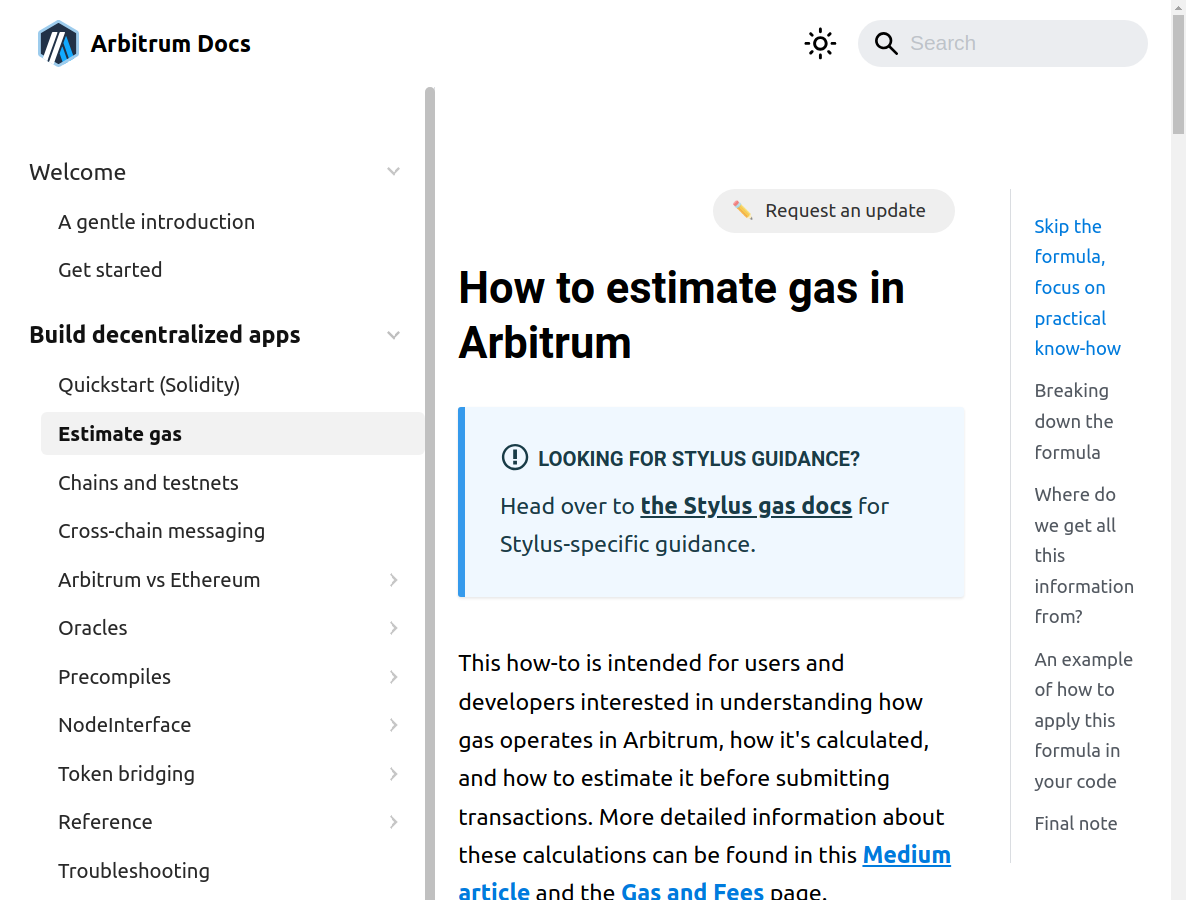 Arbitrum Docs
Search
Welcome
A gentle introduction
Get started
Build decentralized apps
Quickstart (Solidity)
Estimate gas
Chains and testnets
Cross-chain messaging
Arbitrum vs Ethereum
Oracles
Precompiles
NodeInterface
Token bridging
Reference
Troubleshooting
Request an update
How to estimate gas in
Arbitrum
LOOKING FOR STYLUS GUIDANCE?
Head over to the Stylus gas docs for
Stylus-specific guidance.
This how-to is intended for users and
developers interested in understanding how
gas operates in Arbitrum, how it's calculated,
and how to estimate it before submitting
transactions. More detailed information about
these calculations can be found in this Medium
article and the Gas and Fees page.
Skip the
formula,
focus on
practical
know-how
Breaking
down the
formula
Where do
we get all
this
information
from?
An example
of how to
apply this
formula in
your code
Final note